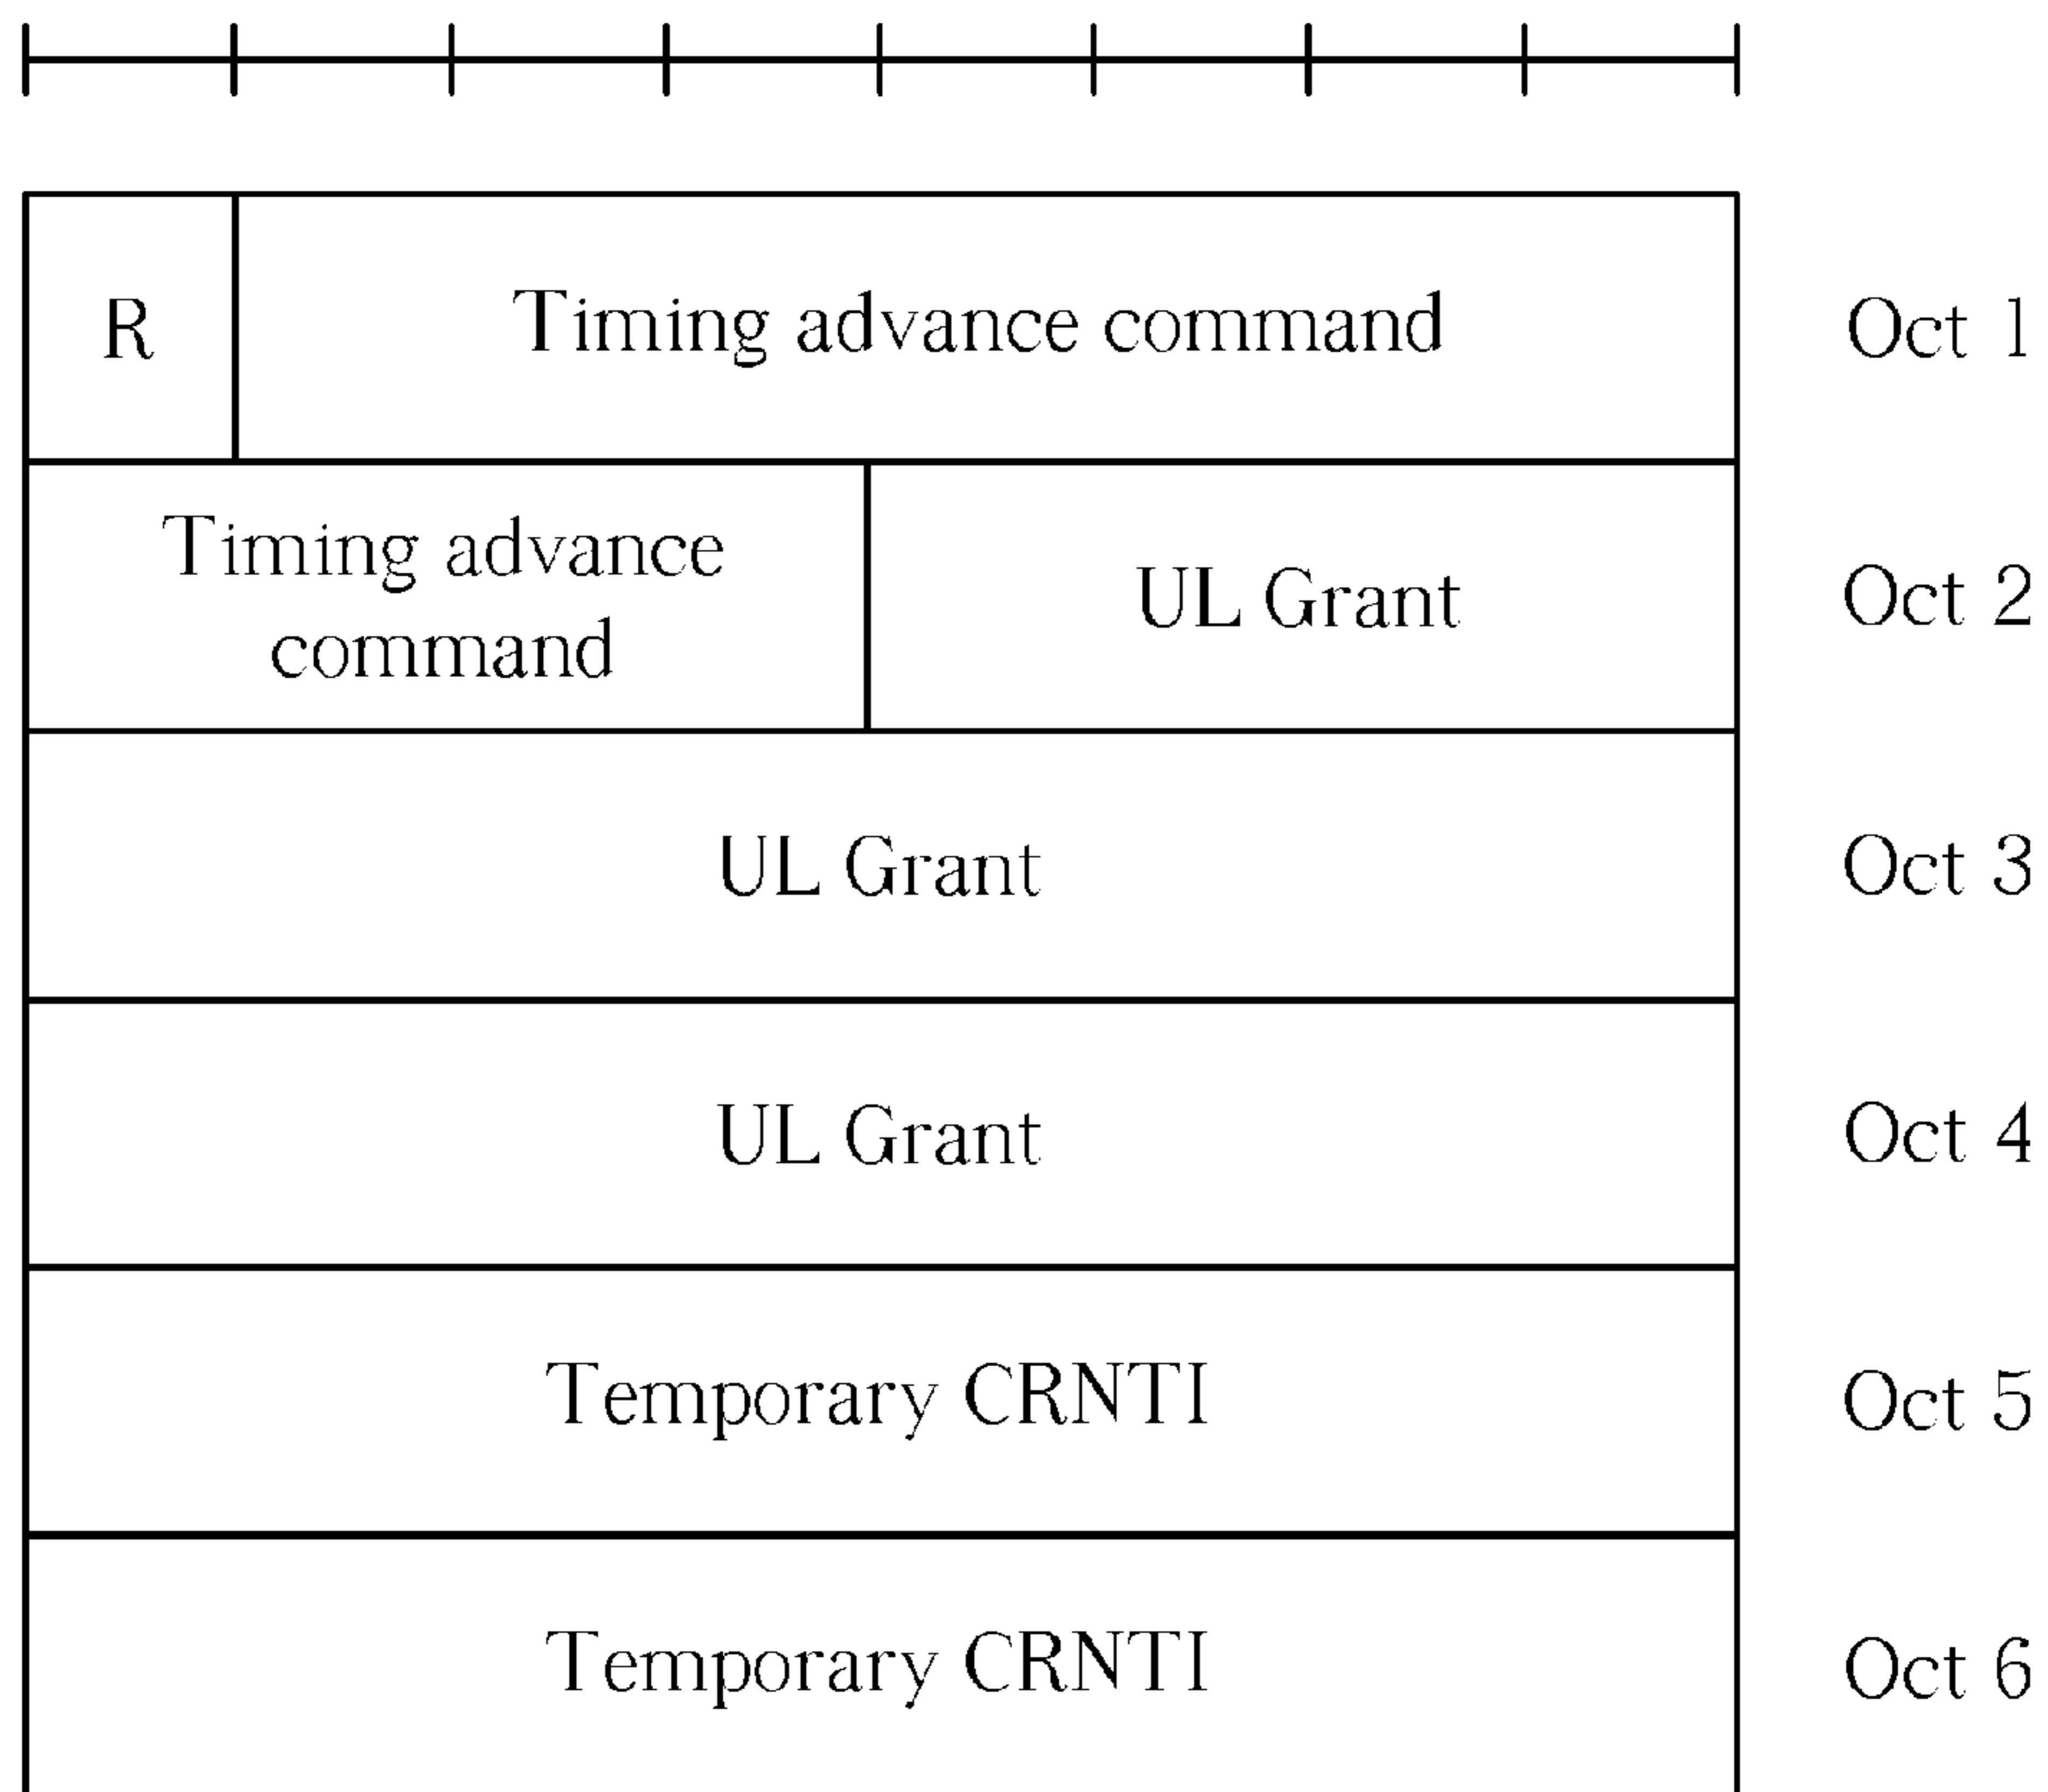 R
Timing advance command
Oct 1
Timing advance
command
UL Grant
Oct 2
UL Grant
Oct 3
UL Grant
Oct 4
Temporary CRNTI
Oct 5
Temporary CRNTI
Oct 6